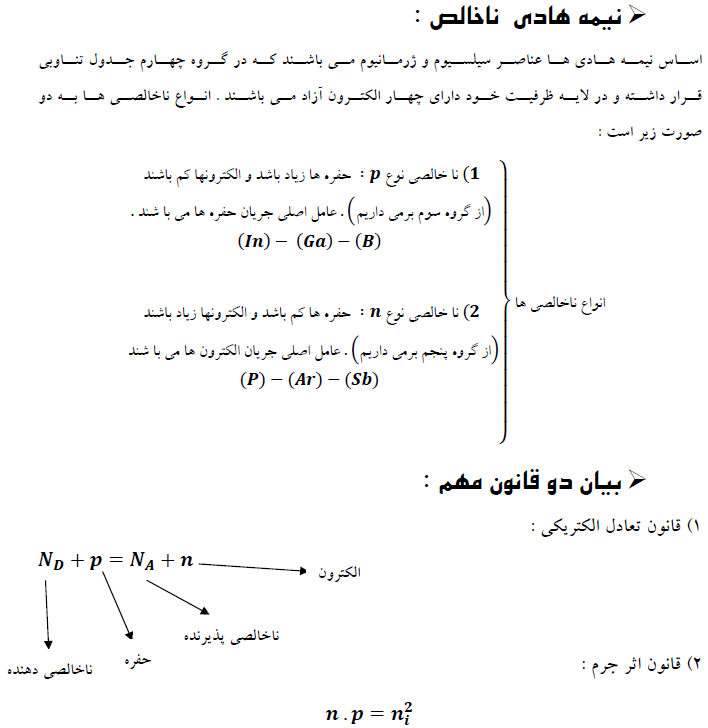 نیمه هادی ناخالص :
اساس نیمه هادی ها عناصر سیلسیوم و ژرمانیوم می باشند که در گروه چهارم جدول تناوبی
قرار داشته و در لایه ظرفیت خود دارای چهار الکترون آزاد می باشند . انواع ناخالصی ها به دو
صورت زیر است :
انواع ناخالصی ها
1) نا خالصی نوع p : حفره ها زیاد باشد و الکترونها کم باشند
(از گروه سوم برمی داریم) . عامل اصلی جریان حفره ها می با شند .
(In) − (Ga) − (B)
2) نا خالصی نوع n : حفره ها کم باشد و الکترونها زیاد باشند
(از گروه پنجم برمی داریم) . عامل اصلی جریان الکترون ها می با شند
(P) − (Ar) − (Sb)
بیان دو قانون مهم :
۱) قانون تعادل الکتریکی :
N_D + p = N_A + n
الکترون
ناخالصی پذیرنده
حفره
ناخالصی دهنده
۲) قانون اثر جرم :
n . p = n_i^2